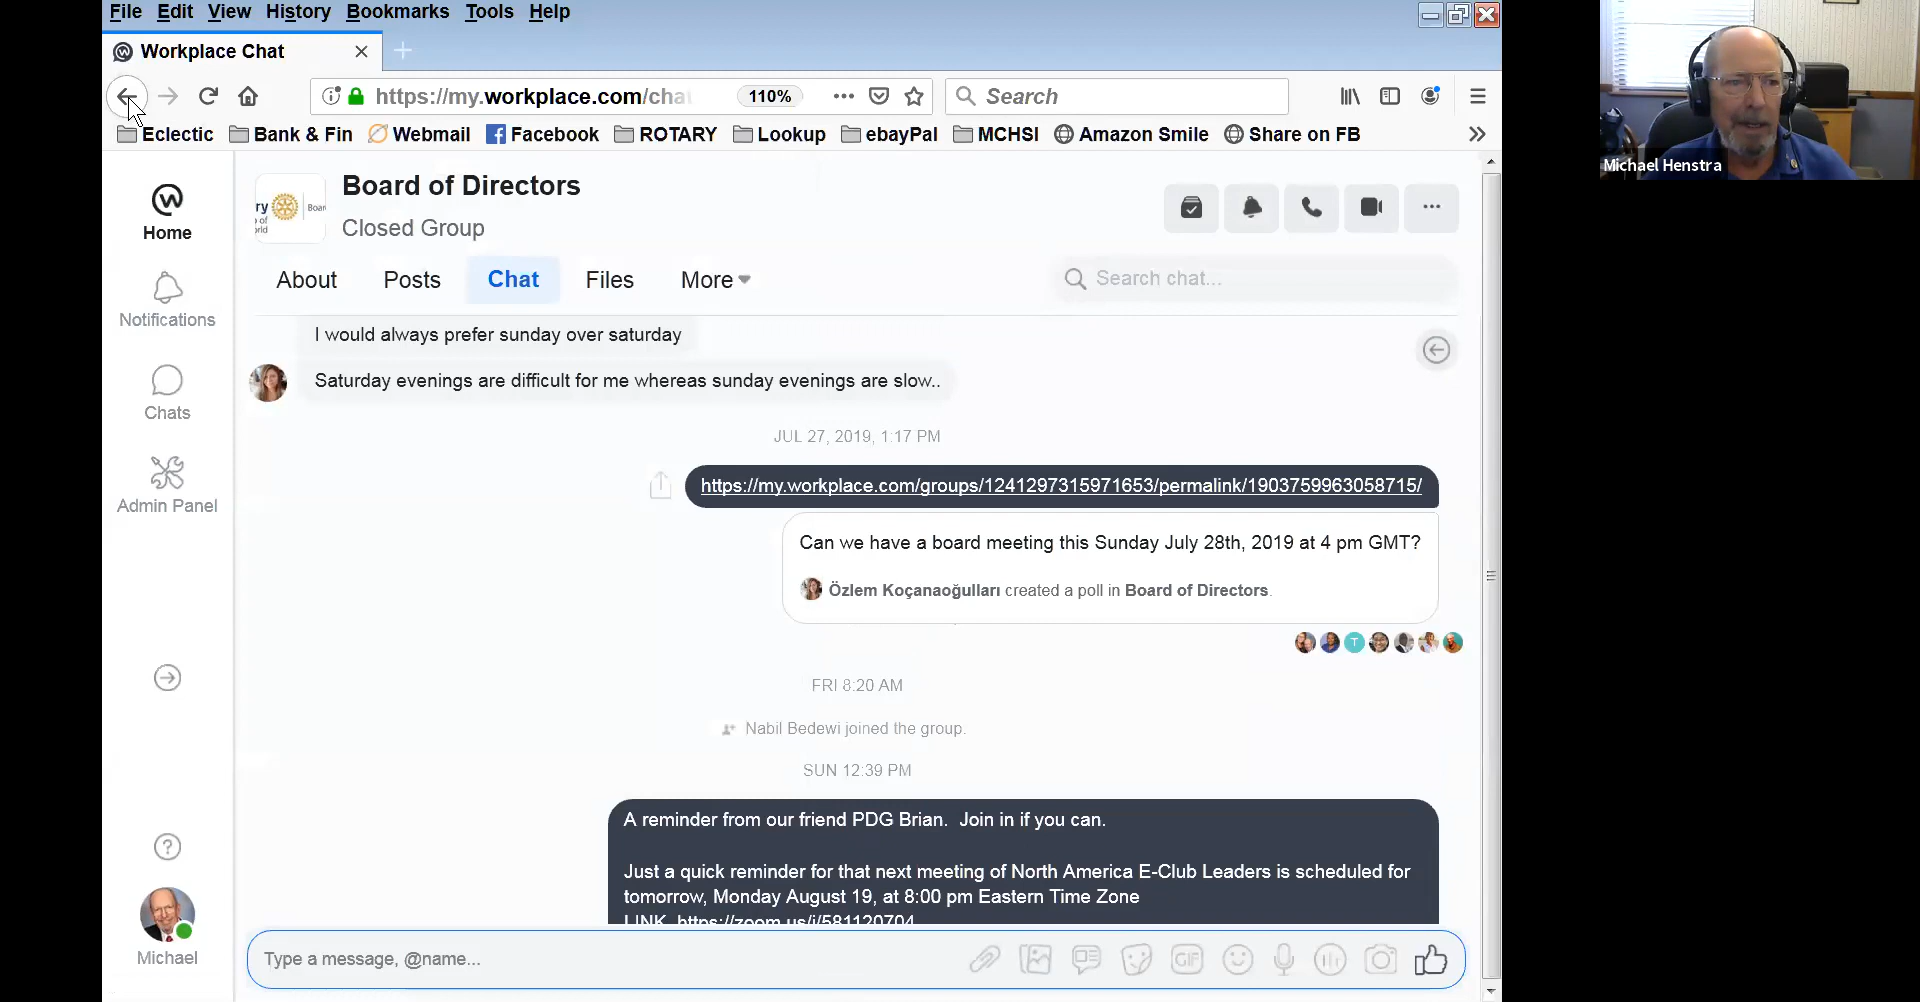 File Edit View History Bookmarks Tools Help
Workplace Chat
https://my.workplace.com/cha
110%
Search
Eclectic Bank & Fin Webmail Facebook ROTARY Lookup ebayPal MCHSI Amazon Smile Share on FB
Michael Henstra
Home
Notifications
Chats
Admin Panel
Michael
Board of Directors
Closed Group
About Posts Chat Files More
Search chat...
I would always prefer sunday over saturday
Saturday evenings are difficult for me whereas sunday evenings are slow..
JUL 27, 2019, 1:17 PM
https://my.workplace.com/groups/1241297315971653/permalink/1903759963058715/
Can we have a board meeting this Sunday July 28th, 2019 at 4 pm GMT?
Özlem Koçanaoğulları created a poll in Board of Directors.
T
FRI 8:20 AM
Nabil Bedewi joined the group.
SUN 12:39 PM
A reminder from our friend PDG Brian.  Join in if you can.
Just a quick reminder for that next meeting of North America E-Club Leaders is scheduled for
tomorrow, Monday August 19, at 8:00 pm Eastern Time Zone
LINK  https://zoom.us/j/581120704
Type a message, @name...
GIF